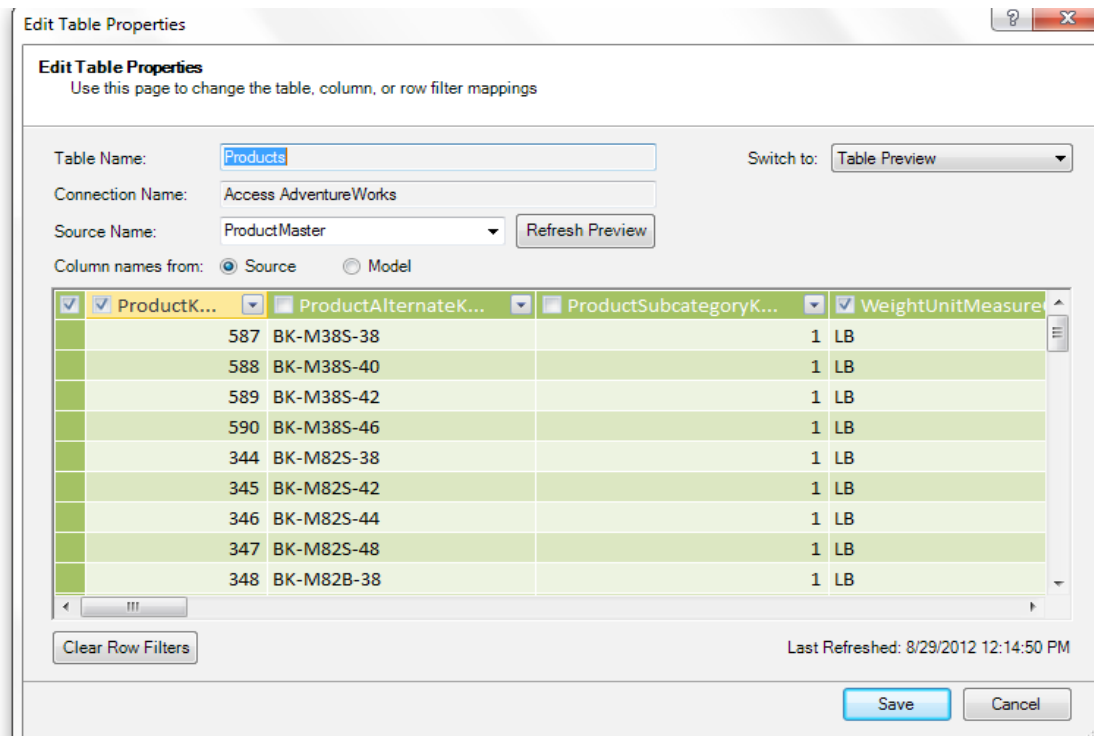 Edit Table Properties
Edit Table Properties
Use this page to change the table, column, or row filter mappings
Table Name: Products Switch to: Table Preview
Connection Name: Access AdventureWorks
Source Name: ProductMaster Refresh Preview
Column names from: Source Model
ProductK... ProductAlternateK... ProductSubcategoryK... WeightUnitMeasure
587 BK-M38S-38 1 LB
588 BK-M38S-40 1 LB
589 BK-M38S-42 1 LB
590 BK-M38S-46 1 LB
344 BK-M82S-38 1 LB
345 BK-M82S-42 1 LB
346 BK-M82S-44 1 LB
347 BK-M82S-48 1 LB
348 BK-M82B-38 1 LB
Clear Row Filters Last Refreshed: 8/29/2012 12:14:50 PM
Save Cancel